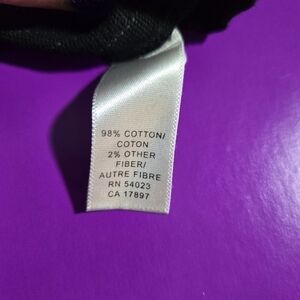 98% COTTON/
COTON
2% OTHER
FIBER/
AUTRE FIBRE
RN 54023
CA 17897